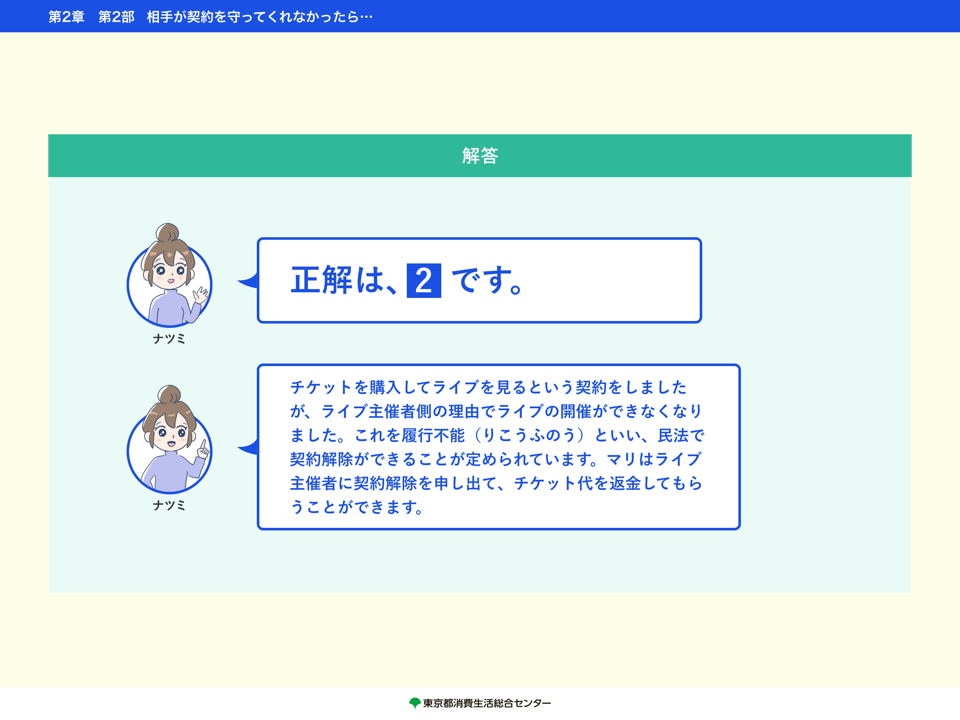 第2章 第2部 相手が契約を守ってくれなかったら…
解答
正解は、2です。
ナツミ
チケットを購入してライブを見るという契約をしました
が、ライブ主催者側の理由でライブの開催ができなくなり
ました。これを履行不能（りこうふのう）といい、民法で
契約解除ができることが定められています。マリはライブ
主催者に契約解除を申し出て、チケット代を返金してもら
うことができます。
ナツミ
東京都消費生活総合センター